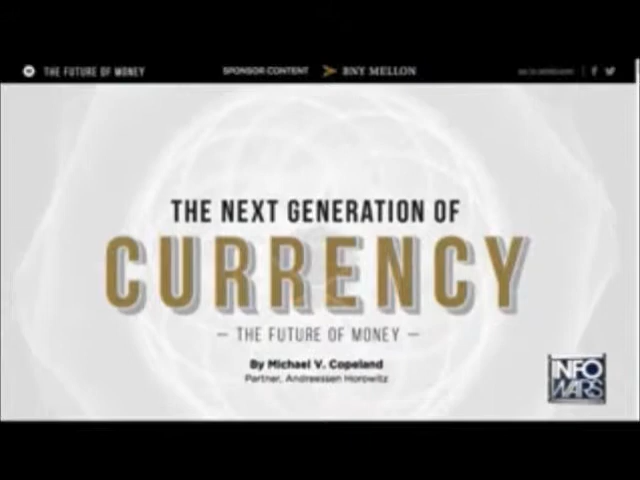 THE FUTURE OF MONEY
SPONSOR CONTENT BNY MELLON
THE NEXT GENERATION OF
CURRENCY
– THE FUTURE OF MONEY –
By Michael V. Copeland
Partner, Andreessen Horowitz
INFO
WARS